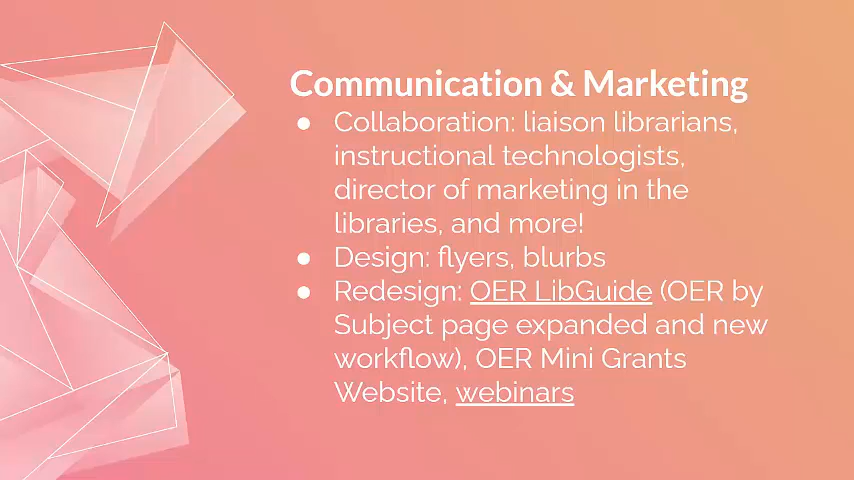 Communication & Marketing
● Collaboration: liaison librarians,
instructional technologists,
director of marketing in the
libraries, and more!
● Design: flyers, blurbs
● Redesign: OER LibGuide (OER by
Subject page expanded and new
workflow), OER Mini Grants
Website, webinars